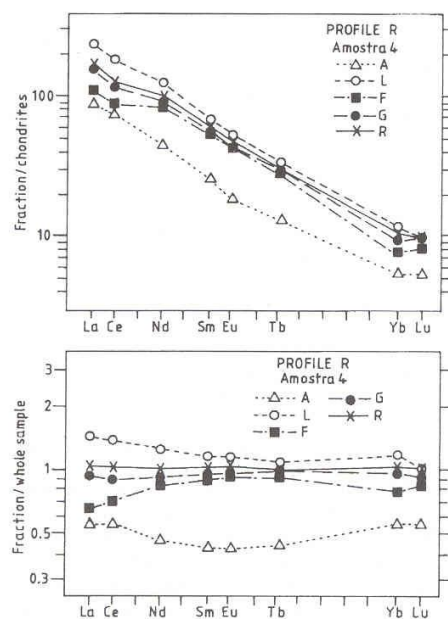 PROFILE R
Amostra 4
A
L
F
G
R
100
10
Fraction/chondrites
La Ce Nd Sm Eu Tb Yb Lu
PROFILE R
Amostra 4
A G
L R
F
3
2
1
0.5
0.3
Fraction/whole sample
La Ce Nd Sm Eu Tb Yb Lu